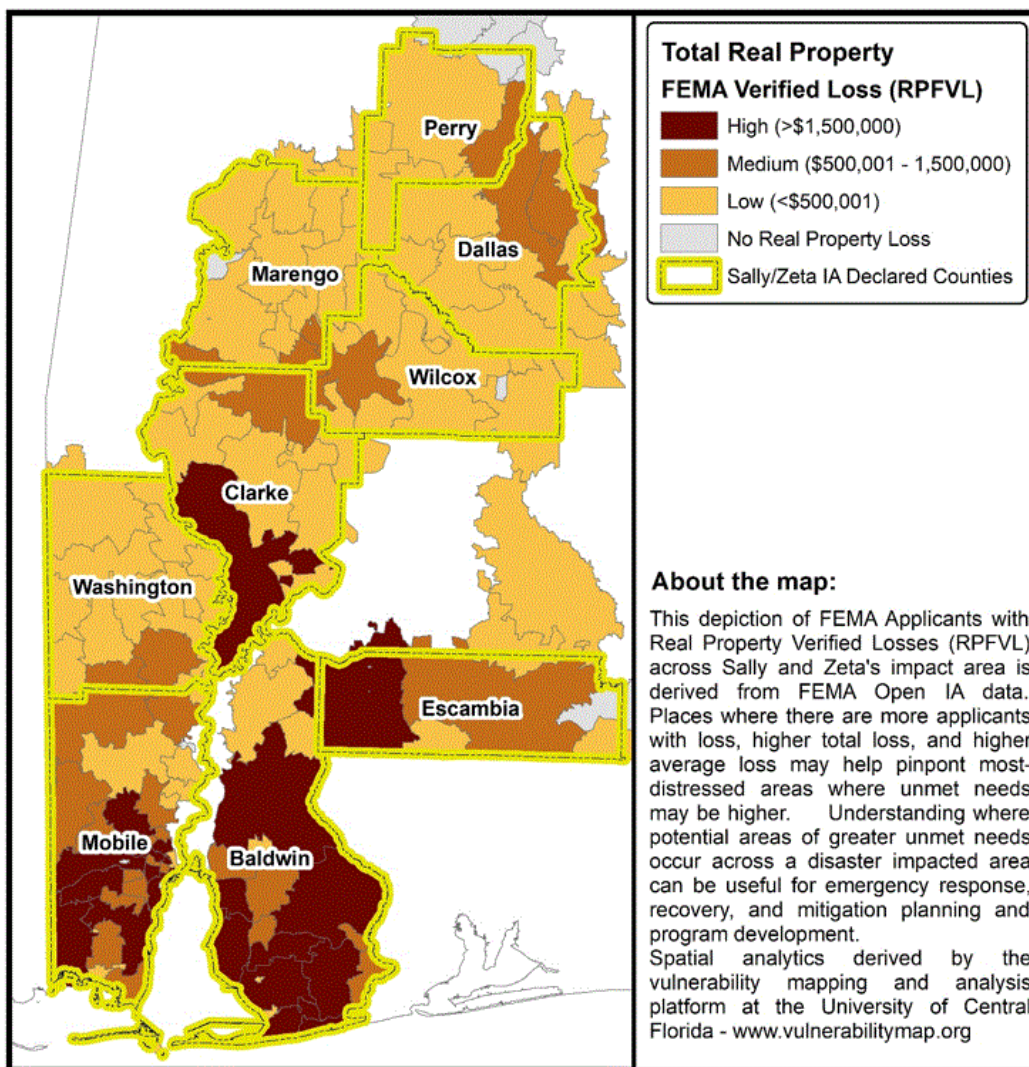 Total Real Property
FEMA Verified Loss (RPFVL)
High (>$1,500,000)
Medium ($500,001 - 1,500,000)
Low (<$500,001)
No Real Property Loss
Sally/Zeta IA Declared Counties
Perry
Dallas
Marengo
Wilcox
Clarke
Washington
Escambia
Mobile
Baldwin
About the map:
This depiction of FEMA Applicants with
Real Property Verified Losses (RPFVL)
across Sally and Zeta's impact area is
derived from FEMA Open IA data.
Places where there are more applicants
with loss, higher total loss, and higher
average loss may help pinpont most-
distressed areas where unmet needs
may be higher. Understanding where
potential areas of greater unmet needs
occur across a disaster impacted area
can be useful for emergency response,
recovery, and mitigation planning and
program development.
Spatial analytics derived by the
vulnerability mapping and analysis
platform at the University of Central
Florida - www.vulnerabilitymap.org